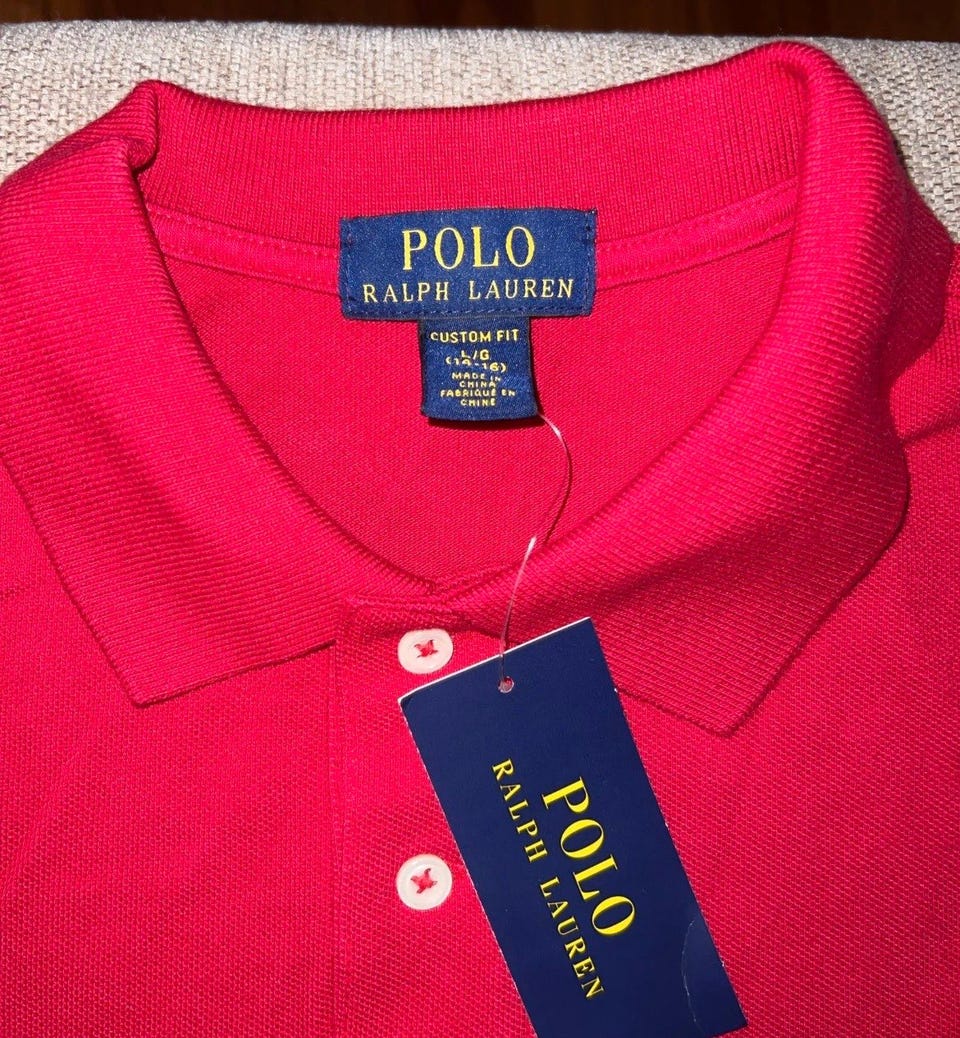 POLO
RALPH LAUREN
CUSTOM FIT
L/G
(14-16)
MADE IN
CHINA
FABRIQUÉ EN
CHINE
POLO
RALPH LAUREN